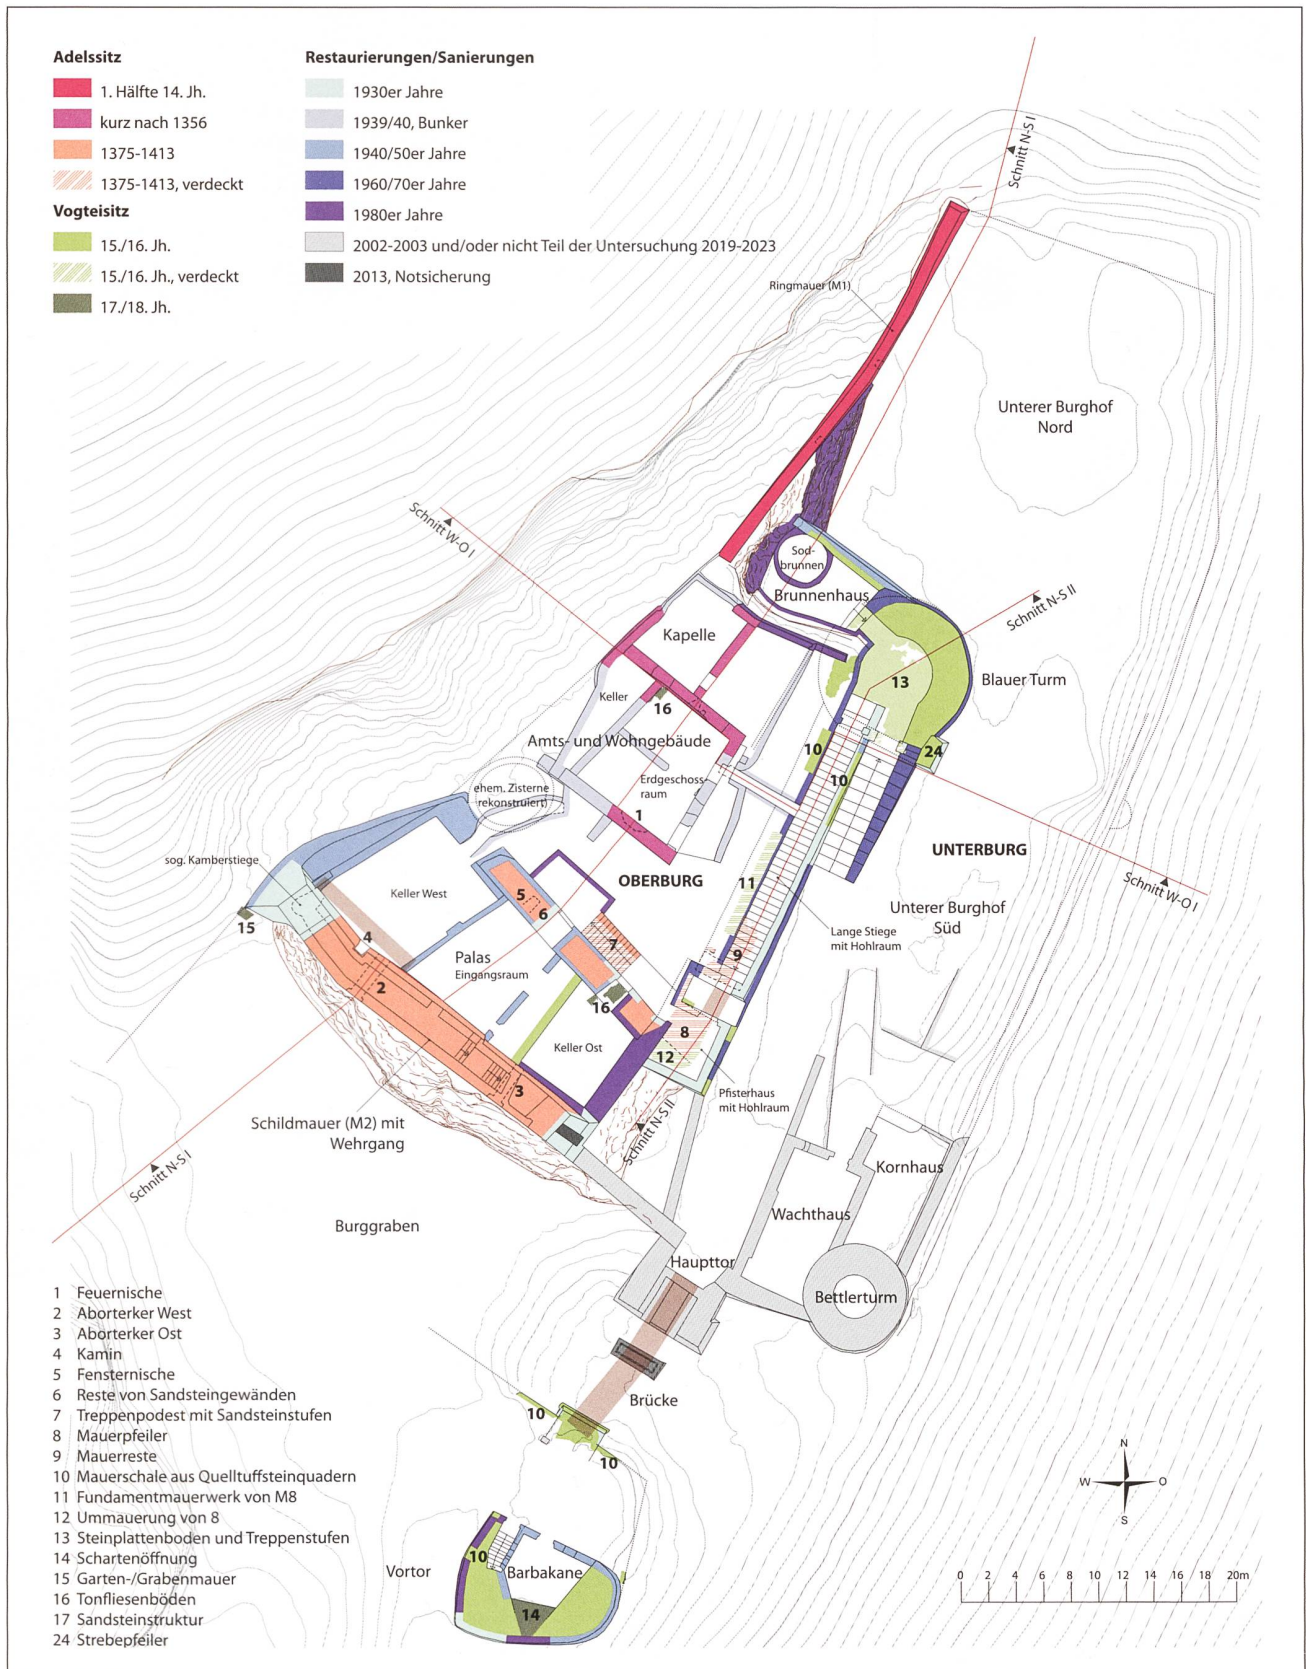 Adelssitz
1. Hälfte 14. Jh.
kurz nach 1356
1375-1413
1375-1413, verdeckt
Vogteisitz
15./16. Jh.
15./16. Jh., verdeckt
17./18. Jh.
Restaurierungen/Sanierungen
1930er Jahre
1939/40, Bunker
1940/50er Jahre
1960/70er Jahre
1980er Jahre
2002-2003 und/oder nicht Teil der Untersuchung 2019-2023
2013, Notsicherung
Schnitt N-S I
Ringmauer (M1)
Unterer Burghof
Nord
Schnitt W-O I
Sod-
brunnen
Brunnenhaus
Schnitt N-S II
Kapelle
Blauer Turm
13
Keller
16
Amts- und Wohngebäude
10
24
Erdgeschoss-
raum
10
ehem. Zisterne
rekonstruiert)
1
UNTERBURG
sog. Kamberstiege
OBERBURG
Schnitt W-O I
Keller West
5
6
11
Unterer Burghof
Süd
15
4
7
Lange Stiege
mit Hohlraum
Palas
Eingangsraum
9
2
16
8
Keller Ost
12
3
Pfisterhaus
mit Hohlraum
Schildmauer (M2) mit
Wehrgang
Schnitt N-S II
Schnitt N-S I
Kornhaus
Wachthaus
Burggraben
Haupttor
Bettlerturm
Brücke
10
10
Vortor
10
Barbakane
14
1 Feuernische
2 Aborterker West
3 Aborterker Ost
4 Kamin
5 Fensternische
6 Reste von Sandsteingewänden
7 Treppenpodest mit Sandsteinstufen
8 Mauerpfeiler
9 Mauerreste
10 Mauerschale aus Quelltuffsteinquadern
11 Fundamentmauerwerk von M8
12 Ummauerung von 8
13 Steinplattenboden und Treppenstufen
14 Schartenöffnung
15 Garten-/Grabenmauer
16 Tonfliesenböden
17 Sandsteinstruktur
24 Strebepfeiler
N
W O
S
0 2 4 6 8 10 12 14 16 18 20m